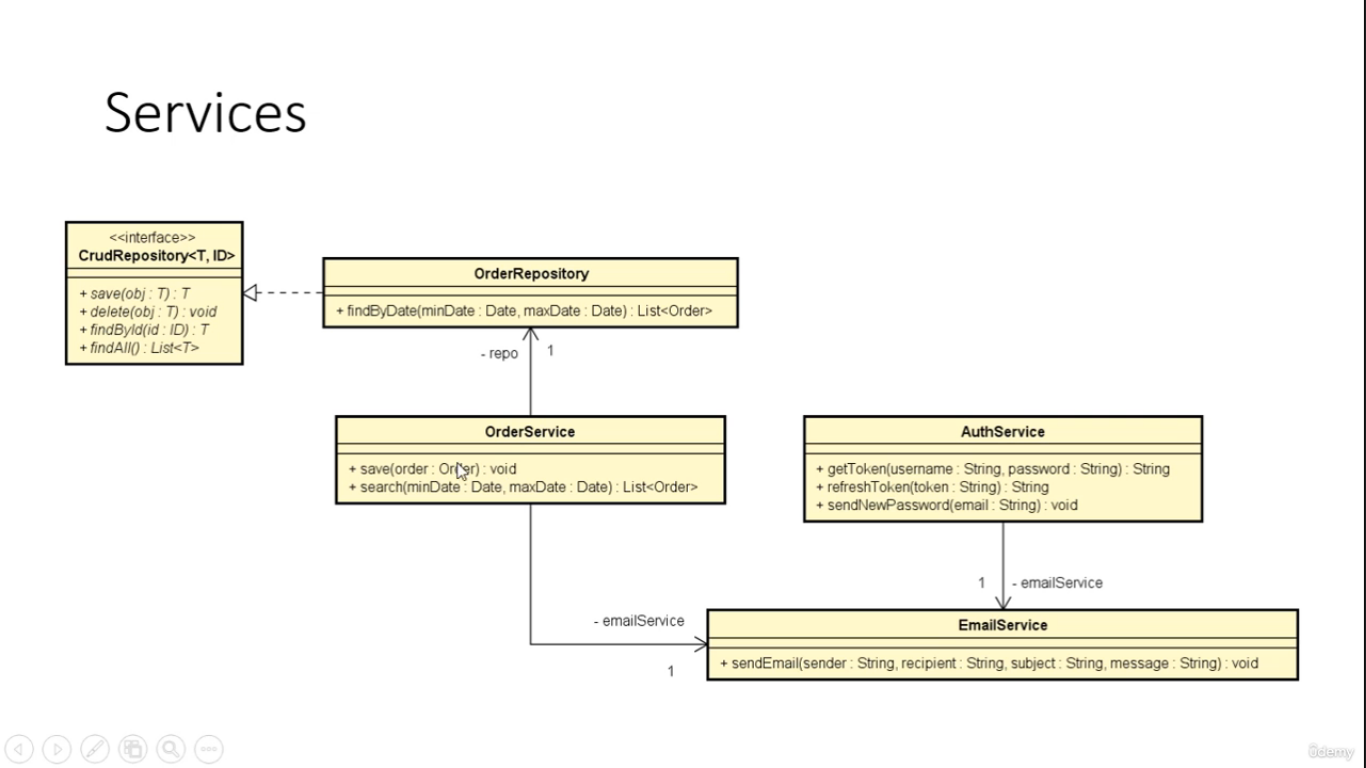 Services
<<interface>>
CrudRepository<T, ID>
+ save(obj : T) : T
+ delete(obj : T) : void
+ findById(id : ID) : T
+ findAll() : List<T>
OrderRepository
+ findByDate(minDate : Date, maxDate : Date) : List<Order>
- repo
1
OrderService
+ save(order : Order) : void
+ search(minDate : Date, maxDate : Date) : List<Order>
AuthService
+ getToken(username : String, password : String) : String
+ refreshToken(token : String) : String
+ sendNewPassword(email : String) : void
1
- emailService
- emailService
1
EmailService
+ sendEmail(sender : String, recipient : String, subject : String, message : String) : void
ûdemy